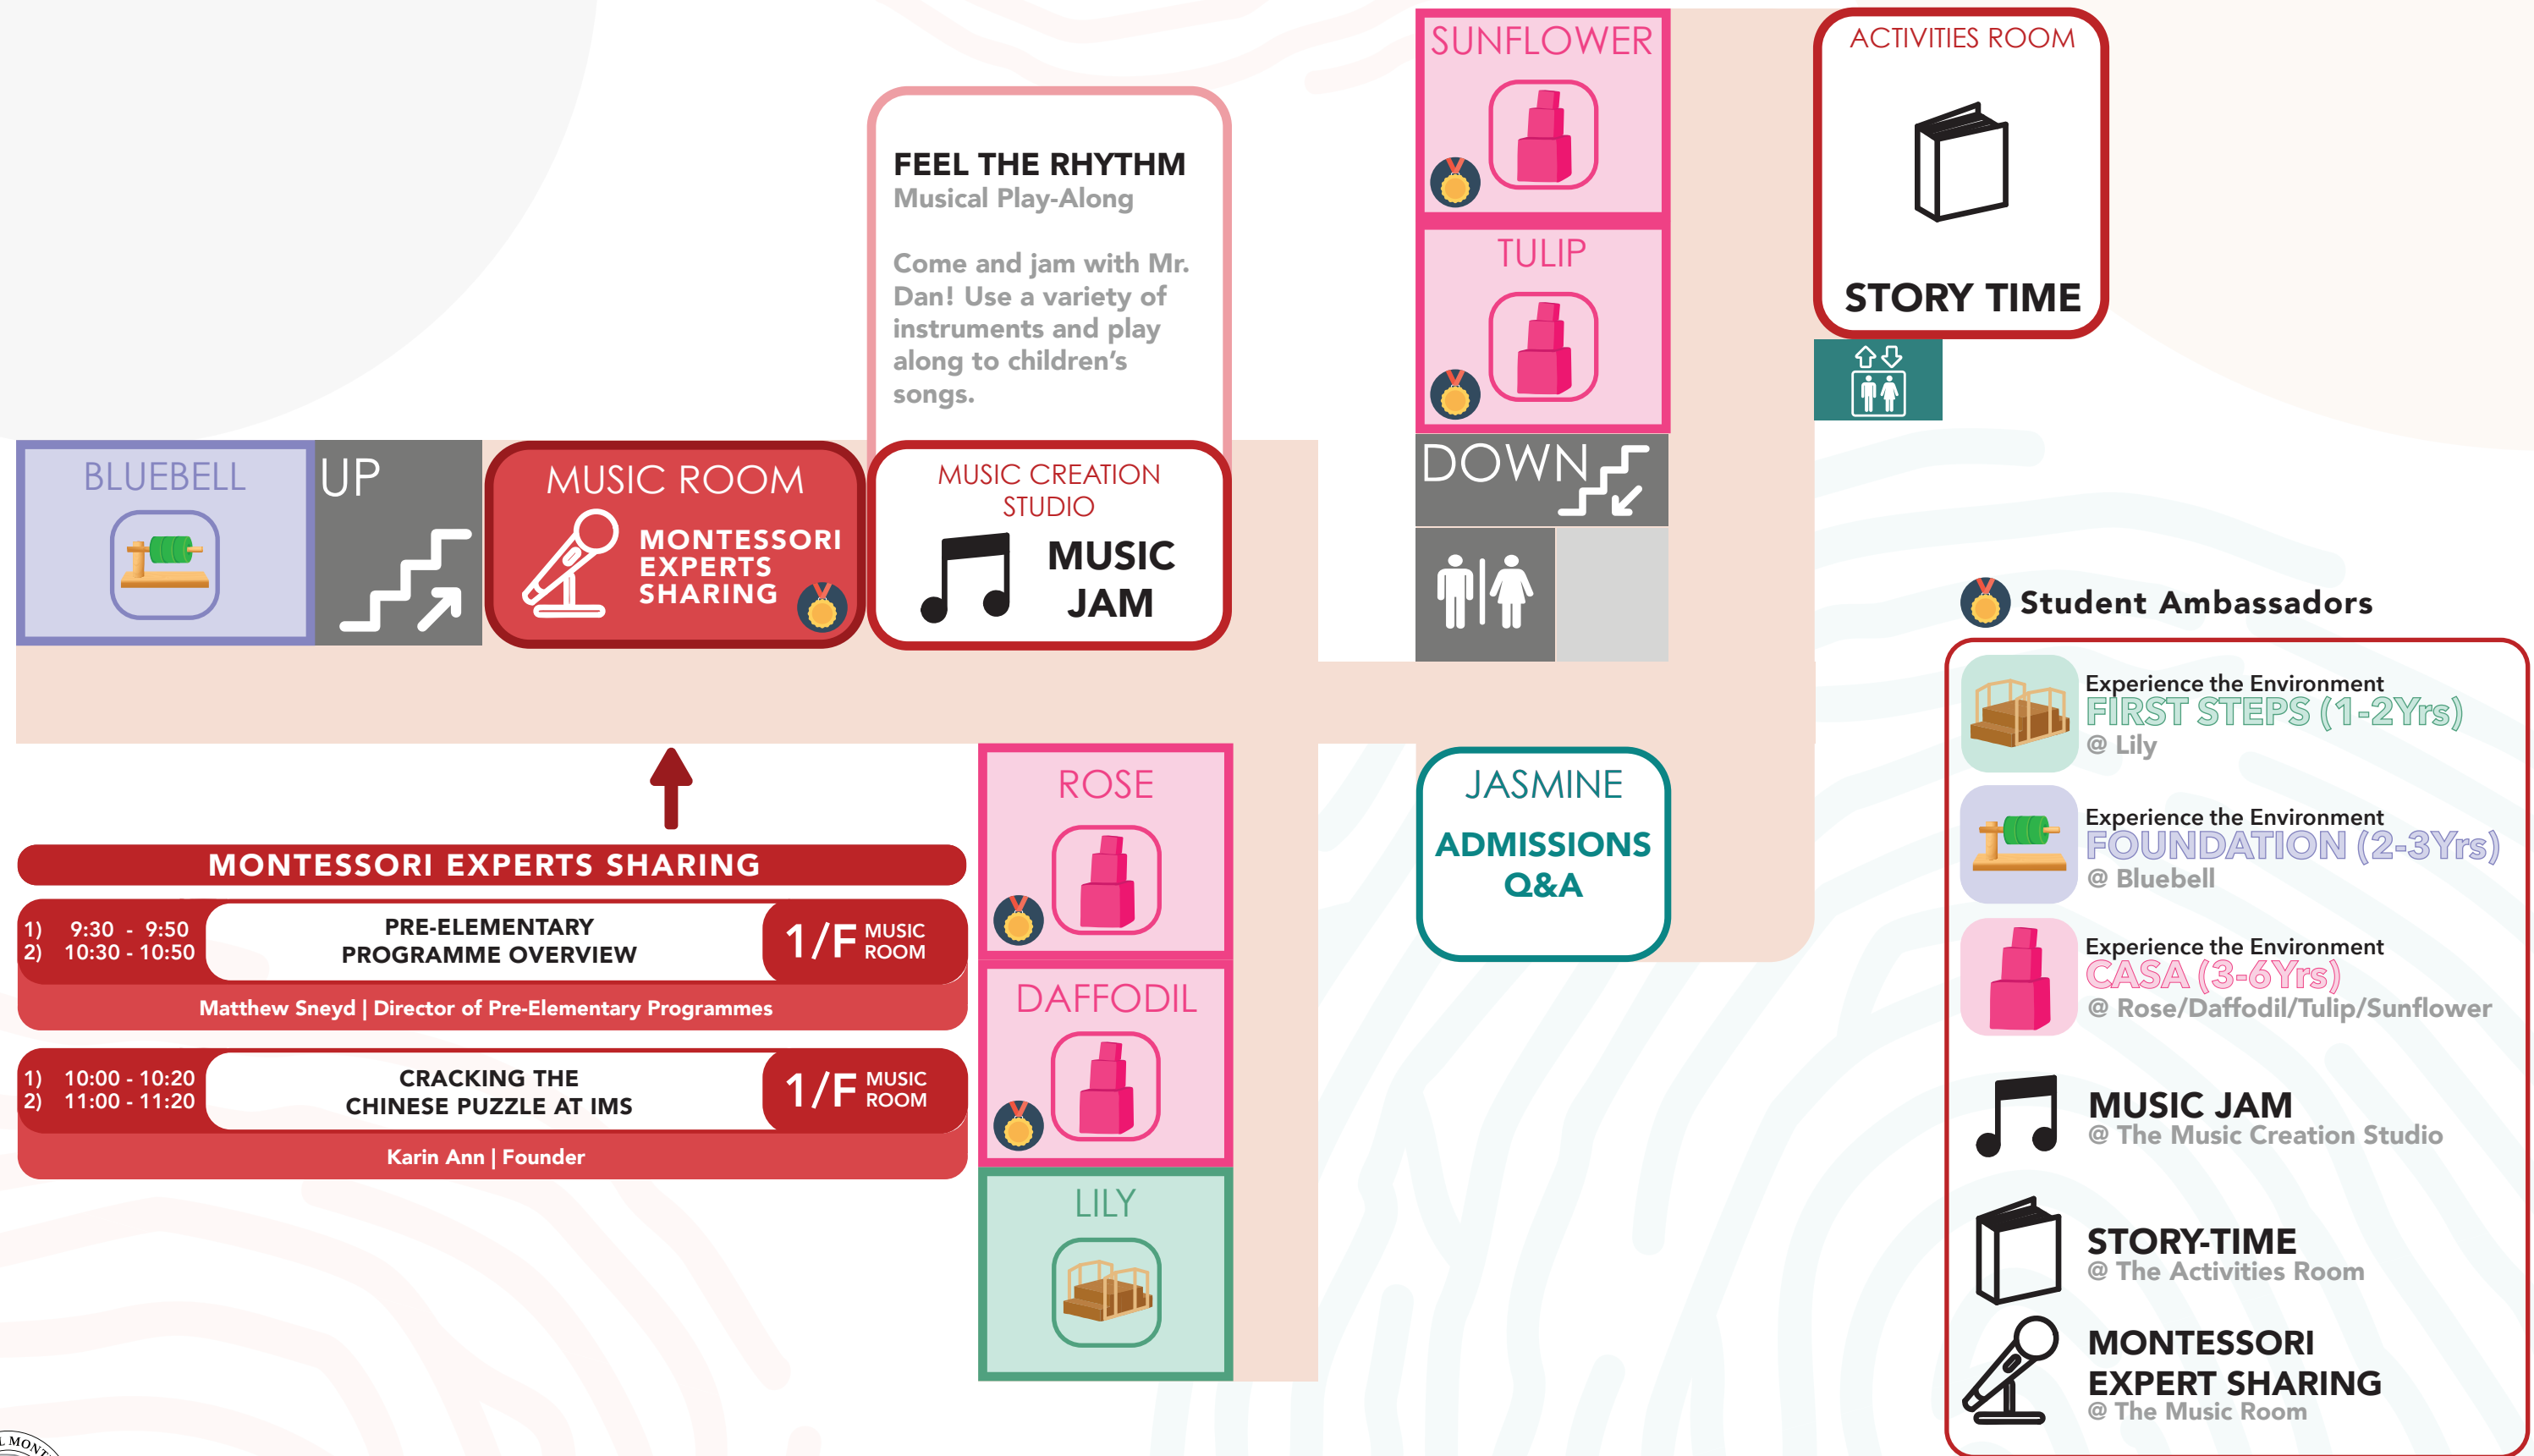 SUNFLOWER
TULIP
DOWN
ACTIVITIES ROOM
STORY TIME
FEEL THE RHYTHM
Musical Play-Along
Come and jam with Mr.
Dan! Use a variety of
instruments and play
along to children's
songs.
BLUEBELL
UP
MUSIC ROOM
MONTESSORI
EXPERTS
SHARING
MUSIC CREATION
STUDIO
MUSIC
JAM
ROSE
DAFFODIL
LILY
JASMINE
ADMISSIONS
Q&A
MONTESSORI EXPERTS SHARING
1) 9:30 - 9:50
2) 10:30 - 10:50
PRE-ELEMENTARY
PROGRAMME OVERVIEW
1/F MUSIC
ROOM
Matthew Sneyd | Director of Pre-Elementary Programmes
1) 10:00 - 10:20
2) 11:00 - 11:20
CRACKING THE
CHINESE PUZZLE AT IMS
1/F MUSIC
ROOM
Karin Ann | Founder
Student Ambassadors
Experience the Environment
FIRST STEPS (1-2Yrs)
@ Lily
Experience the Environment
FOUNDATION (2-3Yrs)
@ Bluebell
Experience the Environment
CASA (3-6Yrs)
@ Rose/Daffodil/Tulip/Sunflower
MUSIC JAM
@ The Music Creation Studio
STORY-TIME
@ The Activities Room
MONTESSORI
EXPERT SHARING
@ The Music Room